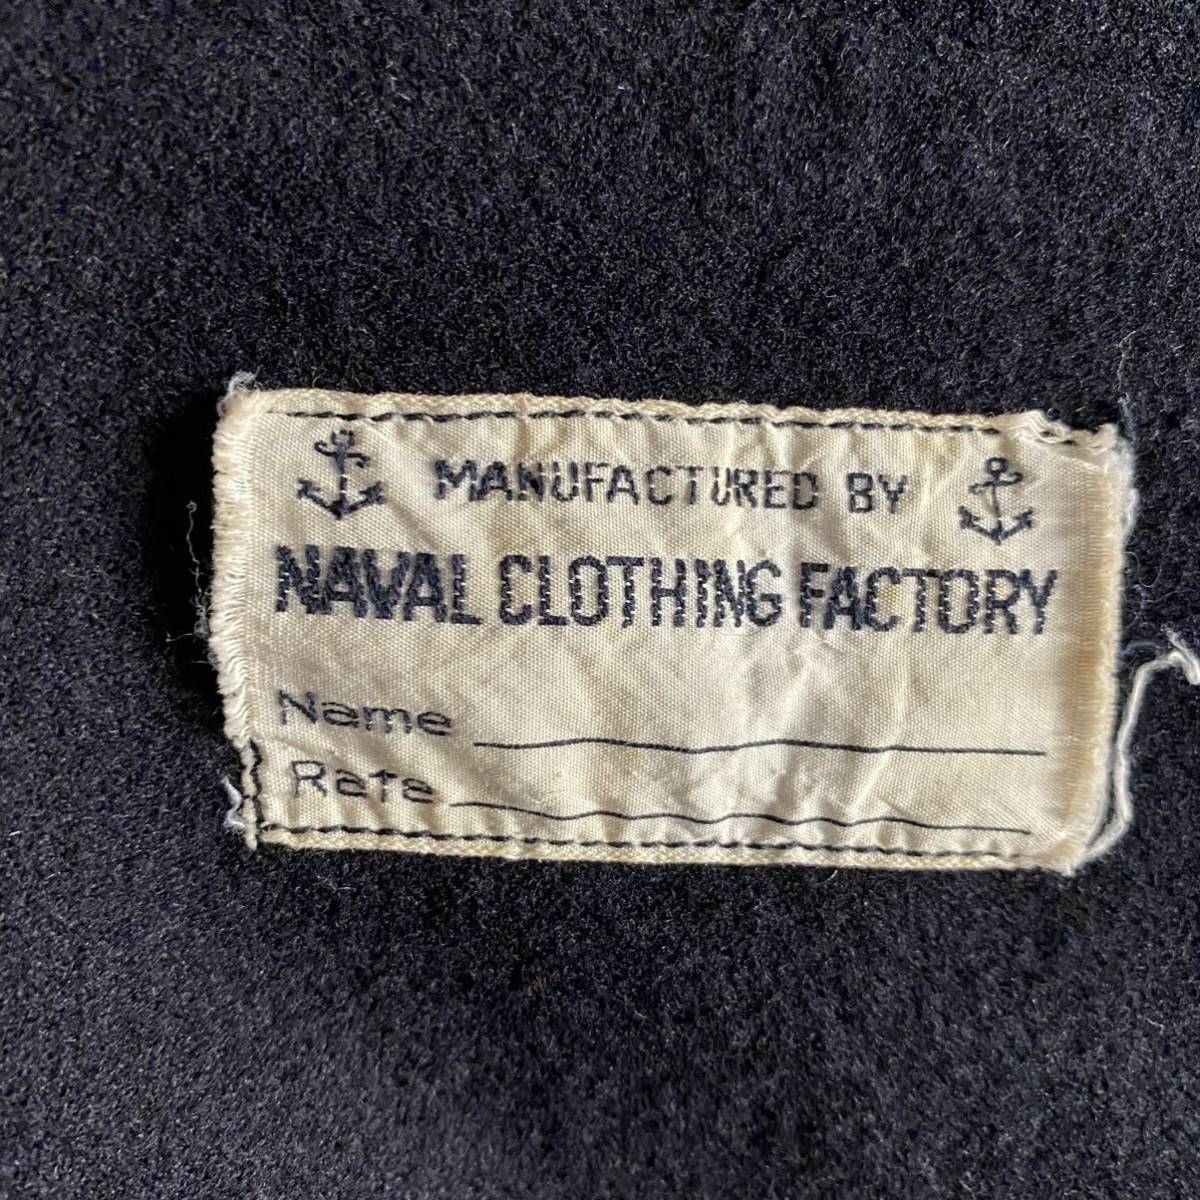 MANUFACTURED BY
NAVAL CLOTHING FACTORY
Name
Rate